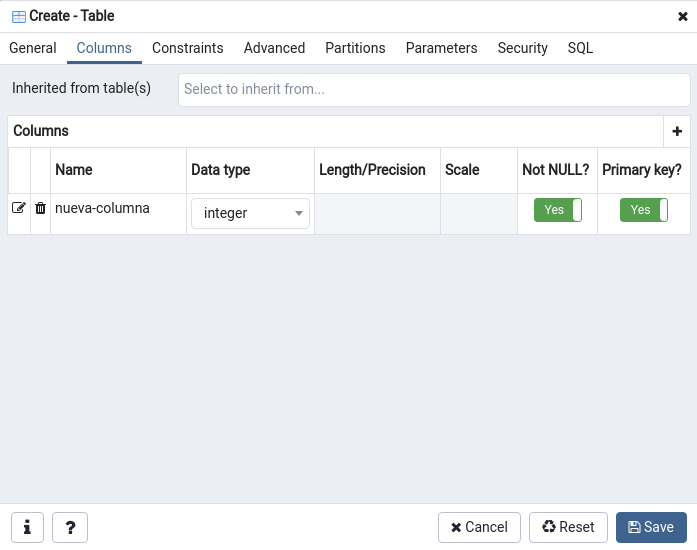 Create - Table
General Columns Constraints Advanced Partitions Parameters Security SQL
Inherited from table(s) Select to inherit from...
Columns
Name Data type Length/Precision Scale Not NULL? Primary key?
nueva-columna integer Yes Yes
i ? Cancel Reset Save